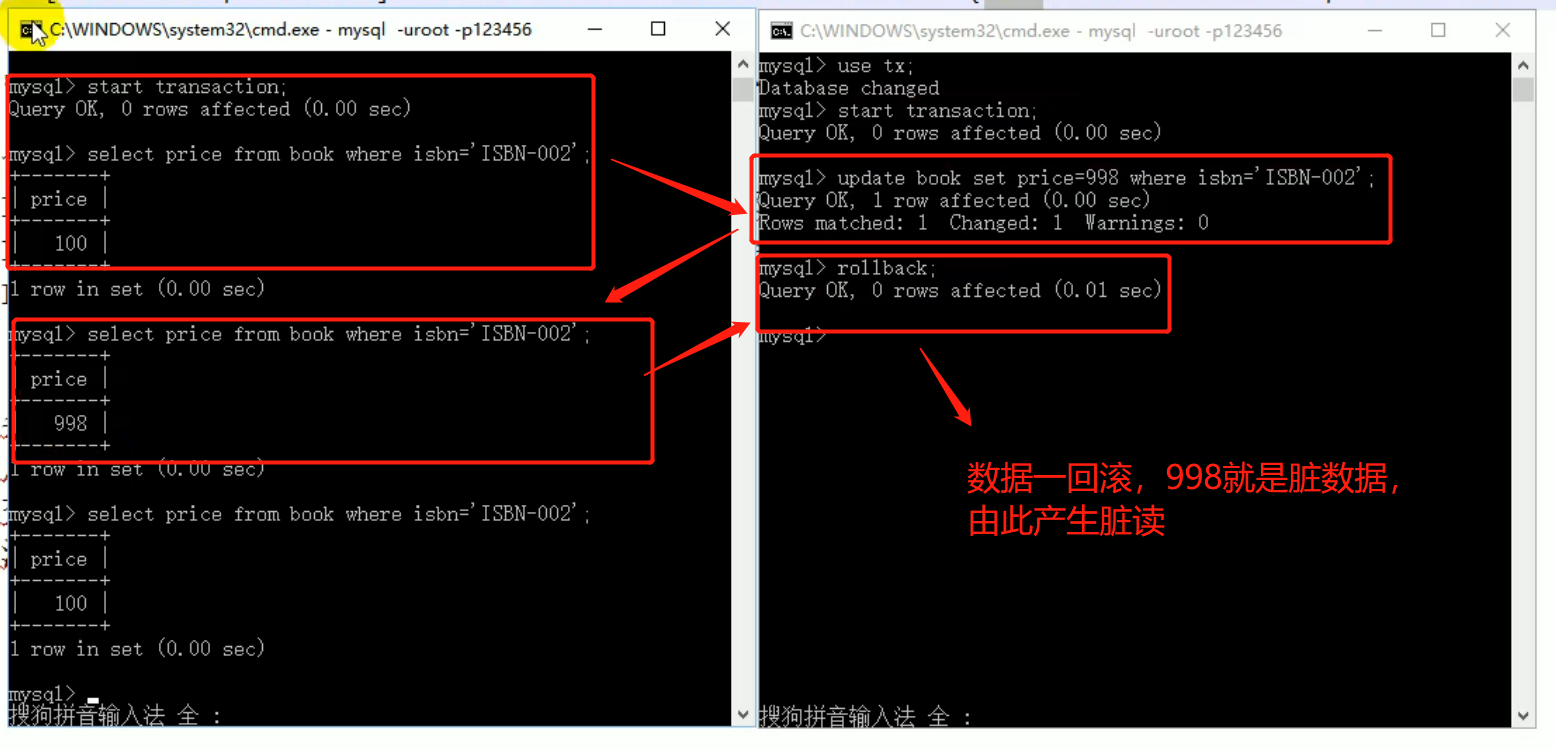 C:\WINDOWS\system32\cmd.exe - mysql  -uroot -p123456
mysql> start transaction;
Query OK, 0 rows affected (0.00 sec)
mysql> select price from book where isbn='ISBN-002';
+-------+
| price |
+-------+
|   100 |
+-------+
1 row in set (0.00 sec)
mysql> select price from book where isbn='ISBN-002';
+-------+
| price |
+-------+
|   998 |
+-------+
1 row in set (0.00 sec)
mysql> select price from book where isbn='ISBN-002';
+-------+
| price |
+-------+
|   100 |
+-------+
1 row in set (0.00 sec)
mysql>
搜狗拼音输入法 全 :
C:\WINDOWS\system32\cmd.exe - mysql  -uroot -p123456
mysql> use tx;
Database changed
mysql> start transaction;
Query OK, 0 rows affected (0.00 sec)
mysql> update book set price=998 where isbn='ISBN-002';
Query OK, 1 row affected (0.00 sec)
Rows matched: 1  Changed: 1  Warnings: 0
mysql> rollback;
Query OK, 0 rows affected (0.01 sec)
mysql>
数据一回滚，998就是脏数据，
由此产生脏读
搜狗拼音输入法 全 :